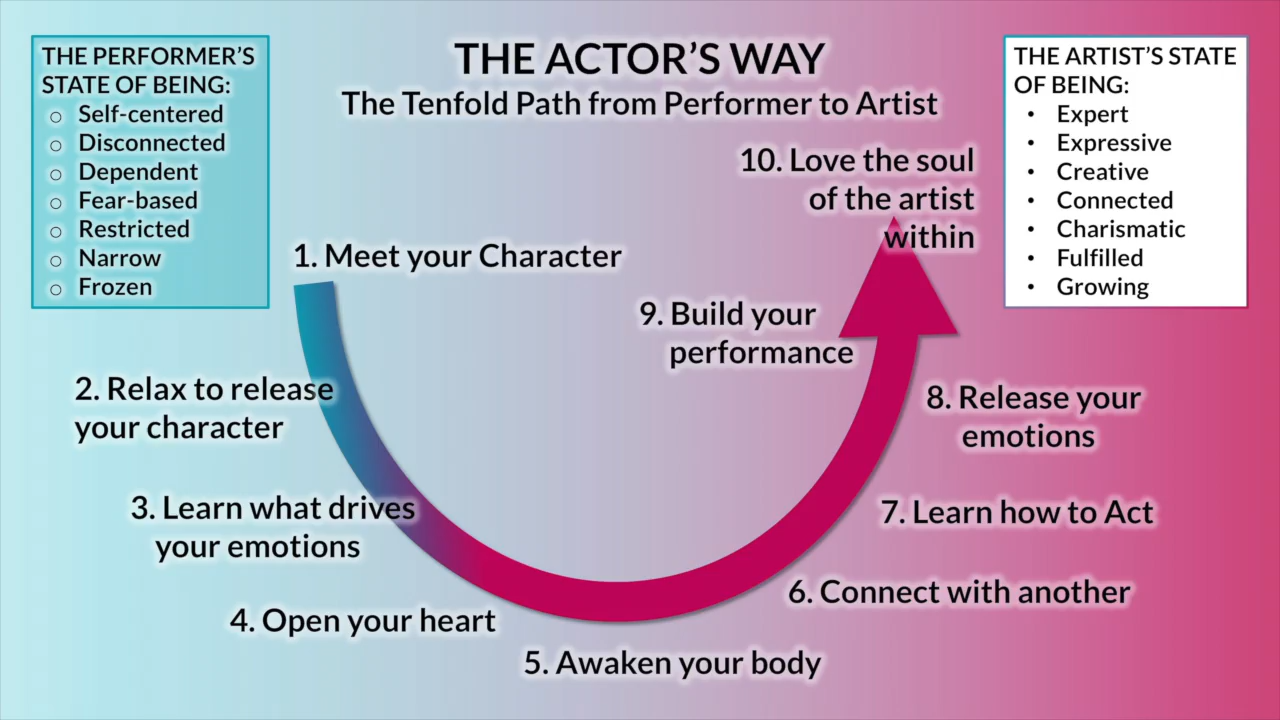 THE PERFORMER'S
STATE OF BEING:
○ Self-centered
○ Disconnected
○ Dependent
○ Fear-based
○ Restricted
○ Narrow
○ Frozen
THE ACTOR'S WAY
The Tenfold Path from Performer to Artist
THE ARTIST'S STATE
OF BEING:
• Expert
• Expressive
• Creative
• Connected
• Charismatic
• Fulfilled
• Growing
1. Meet your Character
2. Relax to release
your character
3. Learn what drives
your emotions
4. Open your heart
5. Awaken your body
6. Connect with another
7. Learn how to Act
8. Release your
emotions
9. Build your
performance
10. Love the soul
of the artist
within